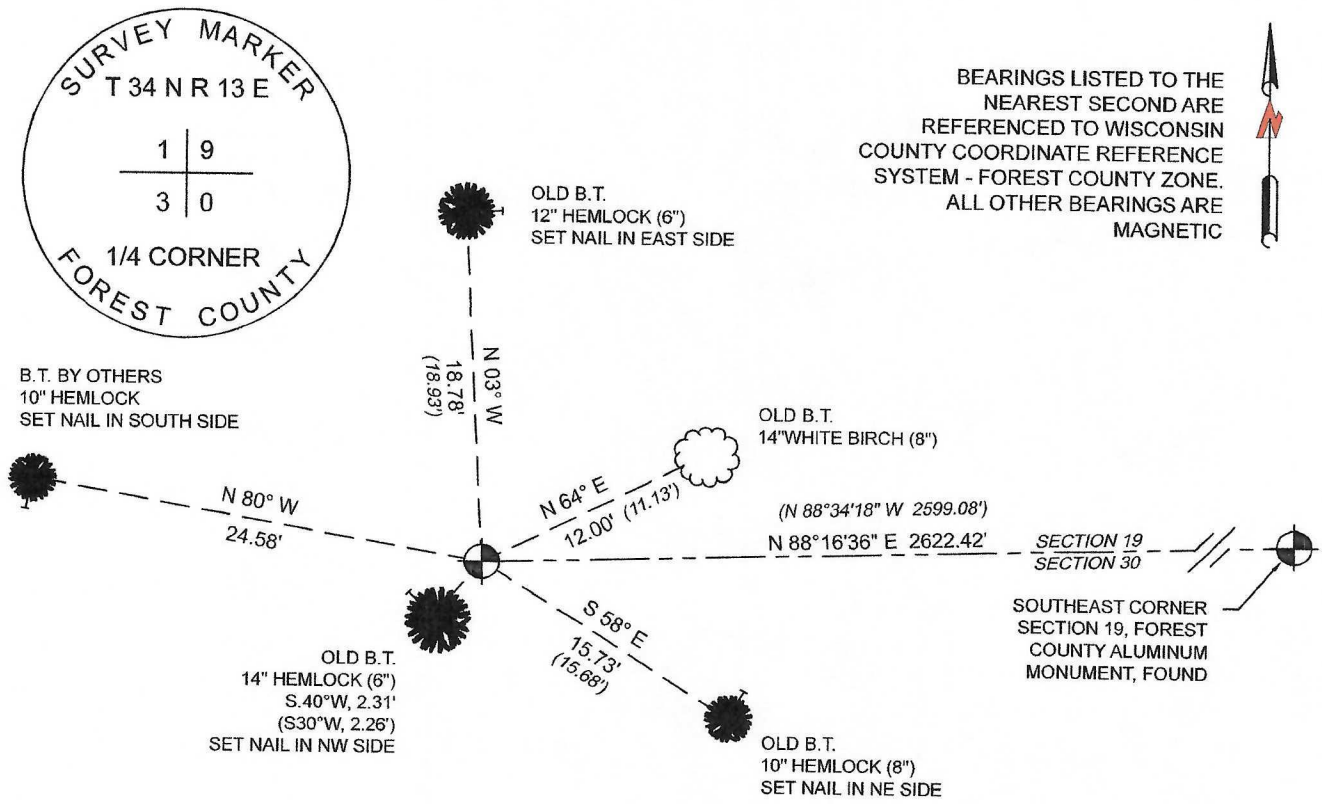 SURVEY MARKER
T 34 N R 13 E
1 9
3 0
1/4 CORNER
FOREST COUNTY
BEARINGS LISTED TO THE
NEAREST SECOND ARE
REFERENCED TO WISCONSIN
COUNTY COORDINATE REFERENCE
SYSTEM - FOREST COUNTY ZONE.
ALL OTHER BEARINGS ARE
MAGNETIC
N
OLD B.T.
12" HEMLOCK (6")
SET NAIL IN EAST SIDE
N 03° W
18.78'
(18.93')
B.T. BY OTHERS
10" HEMLOCK
SET NAIL IN SOUTH SIDE
N 80° W
24.58'
OLD B.T.
14"WHITE BIRCH (8")
N 64° E
12.00' (11.13')
(N 88°34'18" W 2599.08')
N 88°16'36" E 2622.42'
SECTION 19
SECTION 30
SOUTHEAST CORNER
SECTION 19, FOREST
COUNTY ALUMINUM
MONUMENT, FOUND
S 58° E
15.73'
(15.68')
OLD B.T.
14" HEMLOCK (6")
S.40°W, 2.31'
(S30°W, 2.26')
SET NAIL IN NW SIDE
OLD B.T.
10" HEMLOCK (8")
SET NAIL IN NE SIDE